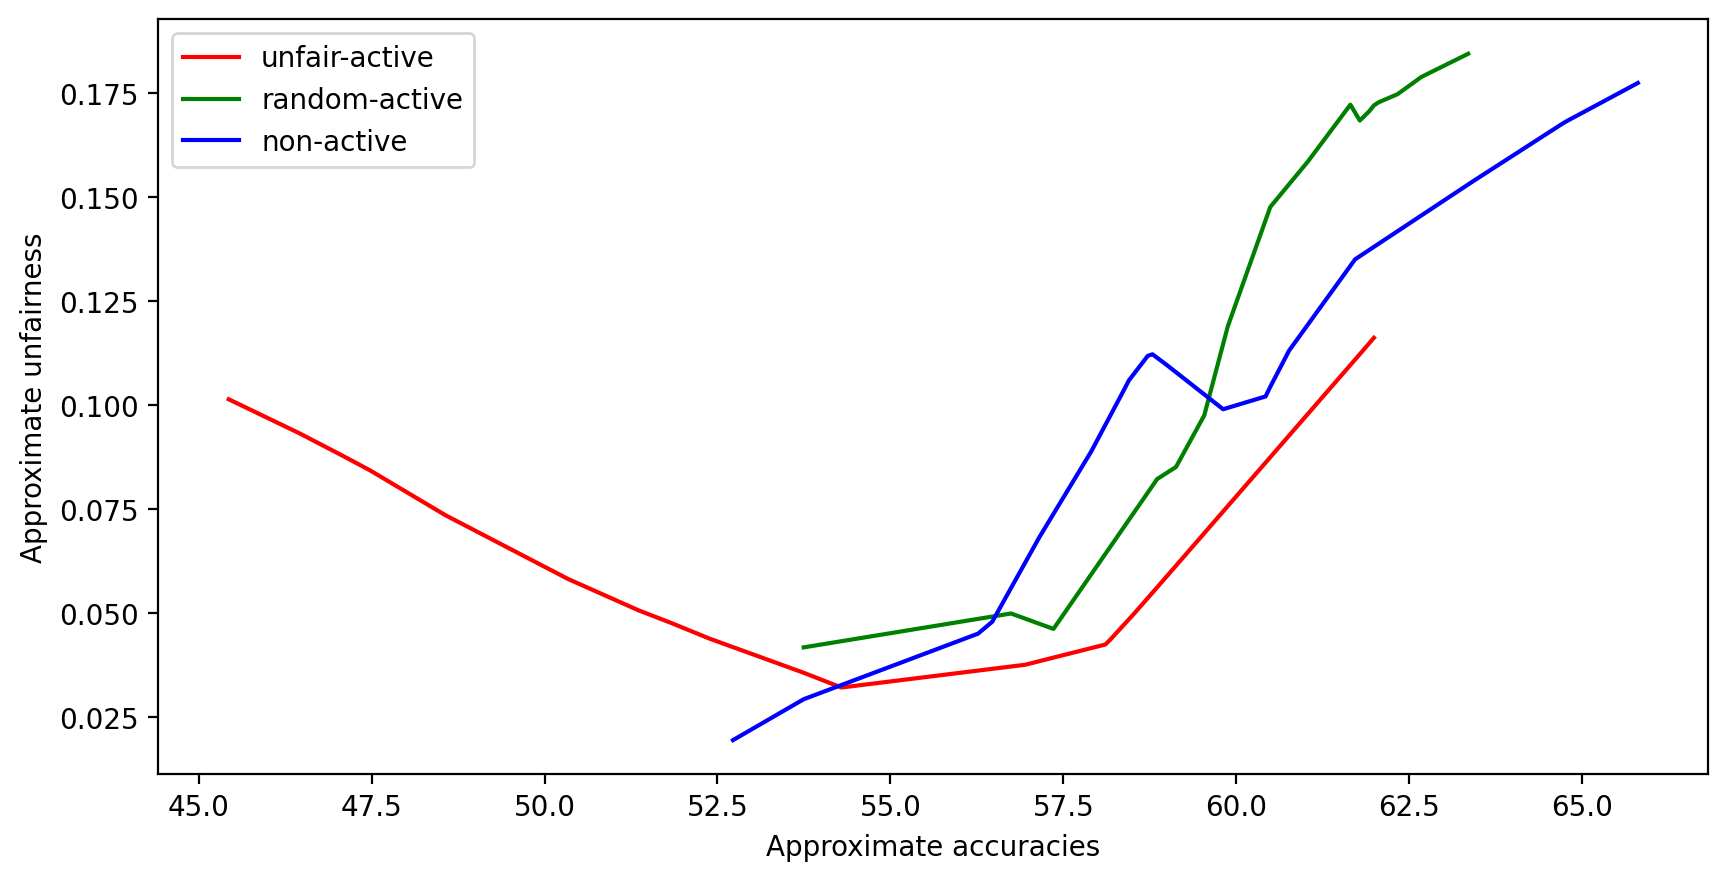 unfair-active
random-active
non-active
Approximate unfairness
0.175
0.150
0.125
0.100
0.075
0.050
0.025
45.0 47.5 50.0 52.5 55.0 57.5 60.0 62.5 65.0
Approximate accuracies